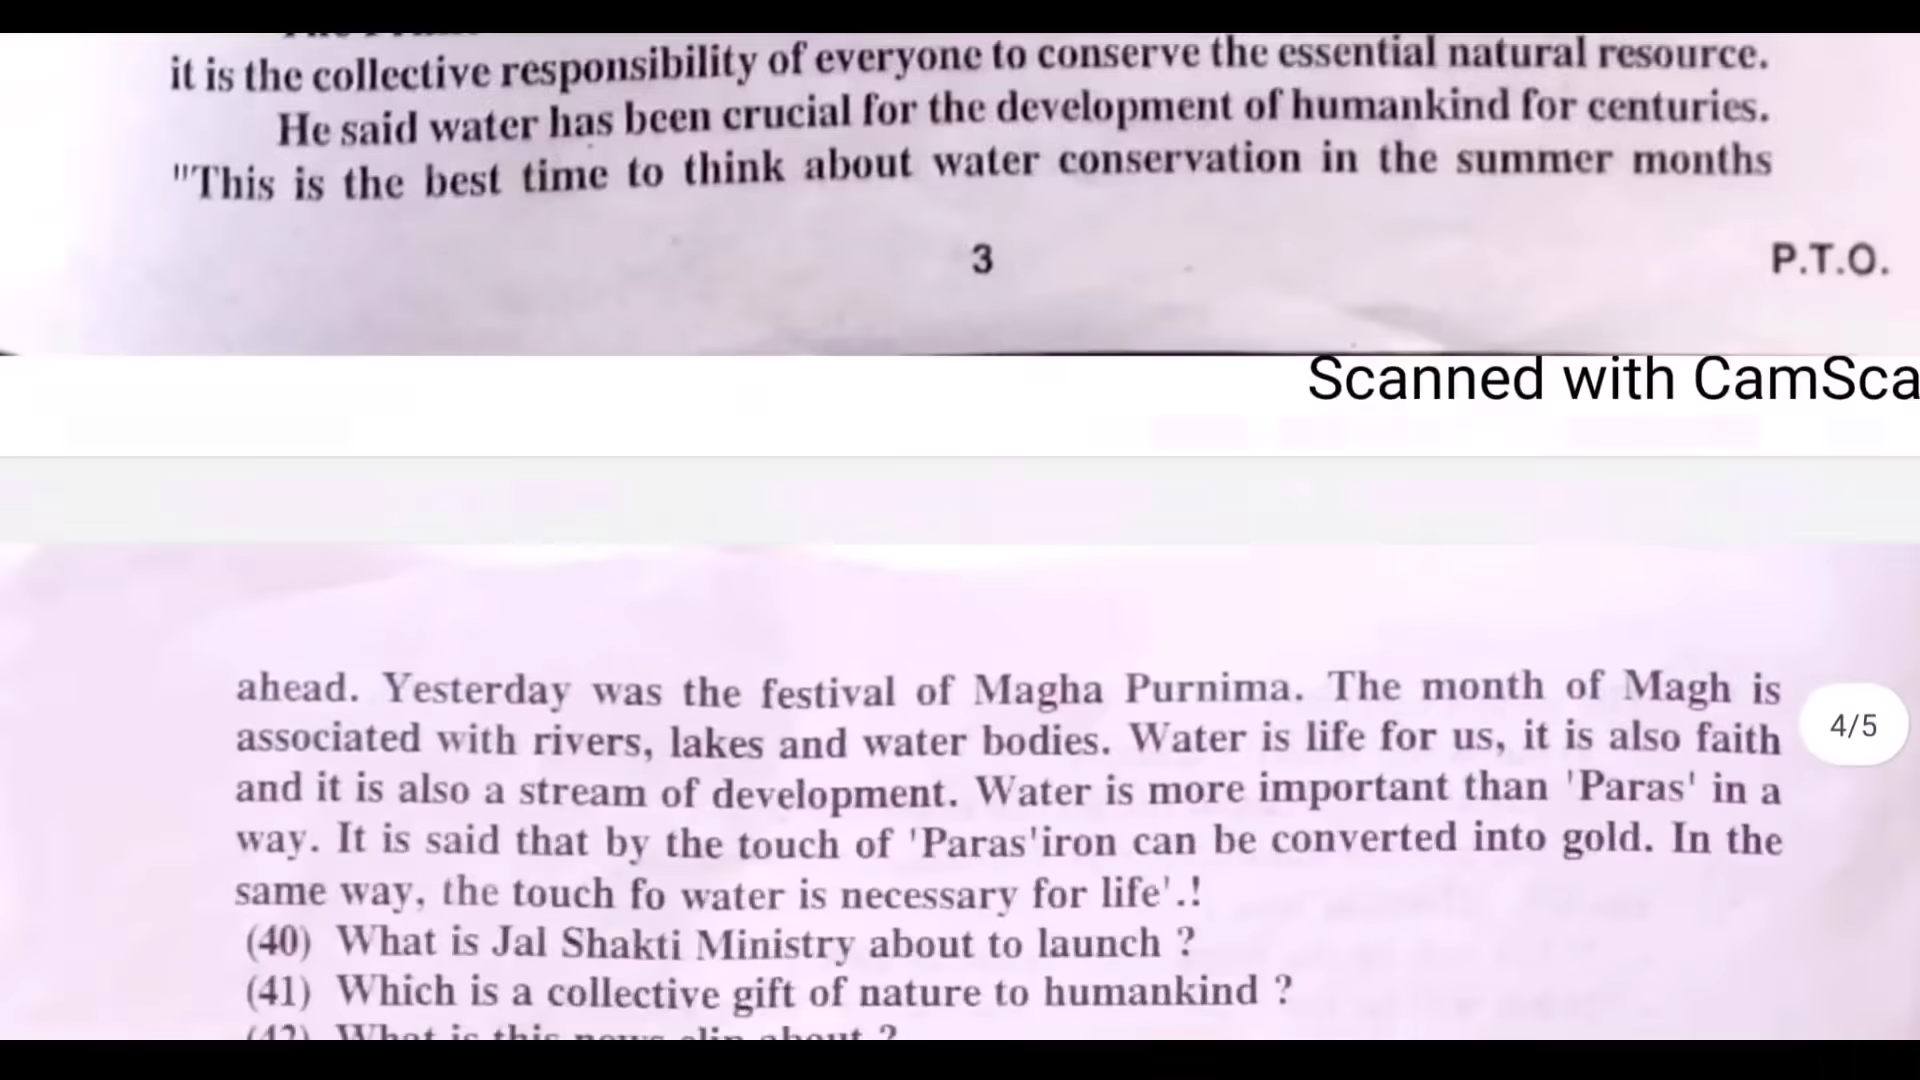 it is the collective responsibility of everyone to conserve the essential natural resource.
He said water has been crucial for the development of humankind for centuries.
"This is the best time to think about water conservation in the summer months
3
P.T.O.
Scanned with CamSca
ahead. Yesterday was the festival of Magha Purnima. The month of Magh is
associated with rivers, lakes and water bodies. Water is life for us, it is also faith
4/5
and it is also a stream of development. Water is more important than 'Paras' in a
way. It is said that by the touch of 'Paras'iron can be converted into gold. In the
same way, the touch fo water is necessary for life'.!
(40) What is Jal Shakti Ministry about to launch ?
(41) Which is a collective gift of nature to humankind ?
(42) What is this news clip about ?